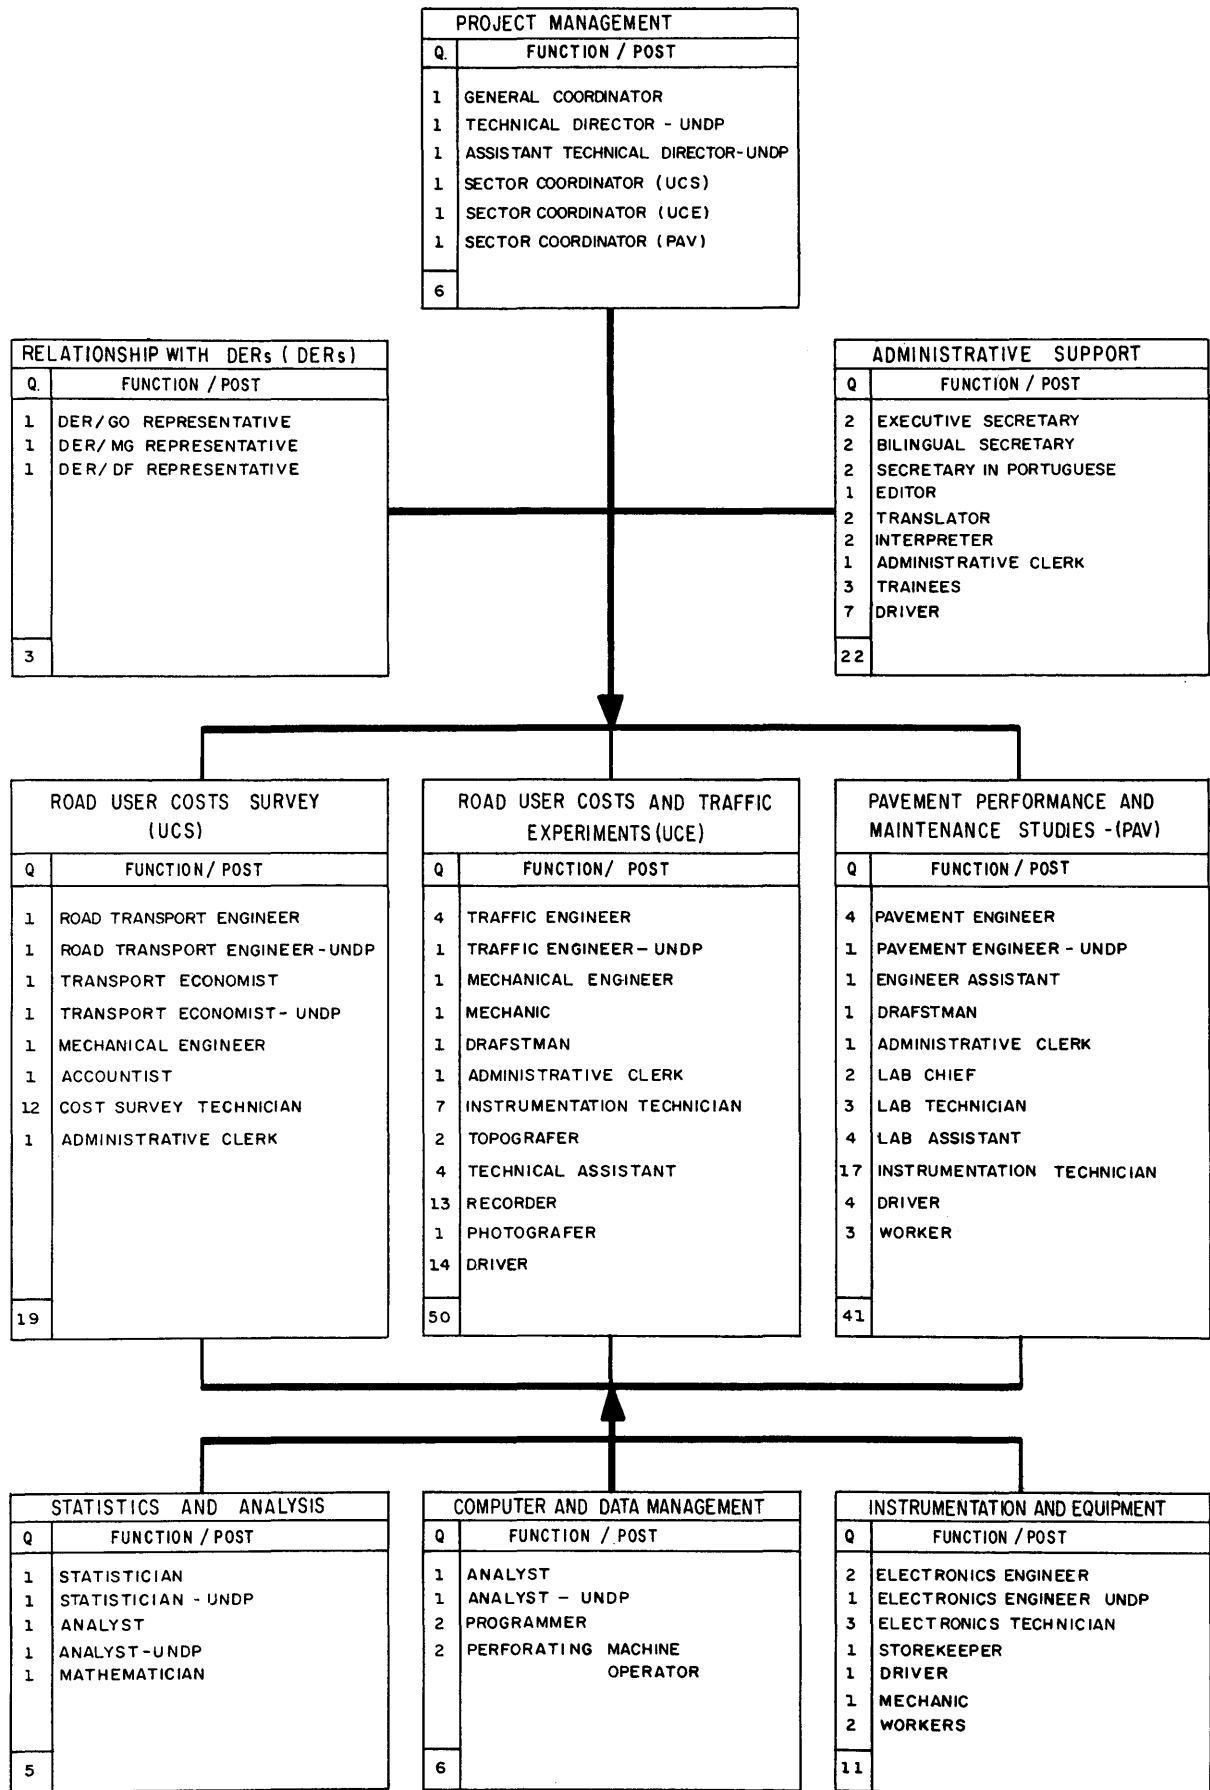 PROJECT MANAGEMENT
Q. FUNCTION / POST
1 GENERAL COORDINATOR
1 TECHNICAL DIRECTOR - UNDP
1 ASSISTANT TECHNICAL DIRECTOR-UNDP
1 SECTOR COORDINATOR (UCS)
1 SECTOR COORDINATOR (UCE)
1 SECTOR COORDINATOR (PAV)
6
RELATIONSHIP WITH DERs (DERs)
Q. FUNCTION / POST
1 DER/GO REPRESENTATIVE
1 DER/MG REPRESENTATIVE
1 DER/DF REPRESENTATIVE
3
ADMINISTRATIVE SUPPORT
Q FUNCTION / POST
2 EXECUTIVE SECRETARY
2 BILINGUAL SECRETARY
2 SECRETARY IN PORTUGUESE
1 EDITOR
2 TRANSLATOR
2 INTERPRETER
1 ADMINISTRATIVE CLERK
3 TRAINEES
7 DRIVER
22
ROAD USER COSTS SURVEY
(UCS)
Q FUNCTION/ POST
1 ROAD TRANSPORT ENGINEER
1 ROAD TRANSPORT ENGINEER-UNDP
1 TRANSPORT ECONOMIST
1 TRANSPORT ECONOMIST- UNDP
1 MECHANICAL ENGINEER
1 ACCOUNTIST
12 COST SURVEY TECHNICIAN
1 ADMINISTRATIVE CLERK
19
ROAD USER COSTS AND TRAFFIC
EXPERIMENTS (UCE)
Q FUNCTION/ POST
4 TRAFFIC ENGINEER
1 TRAFFIC ENGINEER - UNDP
1 MECHANICAL ENGINEER
1 MECHANIC
1 DRAFSTMAN
1 ADMINISTRATIVE CLERK
7 INSTRUMENTATION TECHNICIAN
2 TOPOGRAFER
4 TECHNICAL ASSISTANT
13 RECORDER
1 PHOTOGRAFER
14 DRIVER
50
PAVEMENT PERFORMANCE AND
MAINTENANCE STUDIES -(PAV)
Q FUNCTION / POST
4 PAVEMENT ENGINEER
1 PAVEMENT ENGINEER - UNDP
1 ENGINEER ASSISTANT
1 DRAFSTMAN
1 ADMINISTRATIVE CLERK
2 LAB CHIEF
3 LAB TECHNICIAN
4 LAB ASSISTANT
17 INSTRUMENTATION TECHNICIAN
4 DRIVER
3 WORKER
41
STATISTICS AND ANALYSIS
Q FUNCTION / POST
1 STATISTICIAN
1 STATISTICIAN - UNDP
1 ANALYST
1 ANALYST-UNDP
1 MATHEMATICIAN
5
COMPUTER AND DATA MANAGEMENT
Q FUNCTION / POST
1 ANALYST
1 ANALYST - UNDP
2 PROGRAMMER
2 PERFORATING MACHINE
OPERATOR
6
INSTRUMENTATION AND EQUIPMENT
Q FUNCTION / POST
2 ELECTRONICS ENGINEER
1 ELECTRONICS ENGINEER UNDP
3 ELECTRONICS TECHNICIAN
1 STOREKEEPER
1 DRIVER
1 MECHANIC
2 WORKERS
11